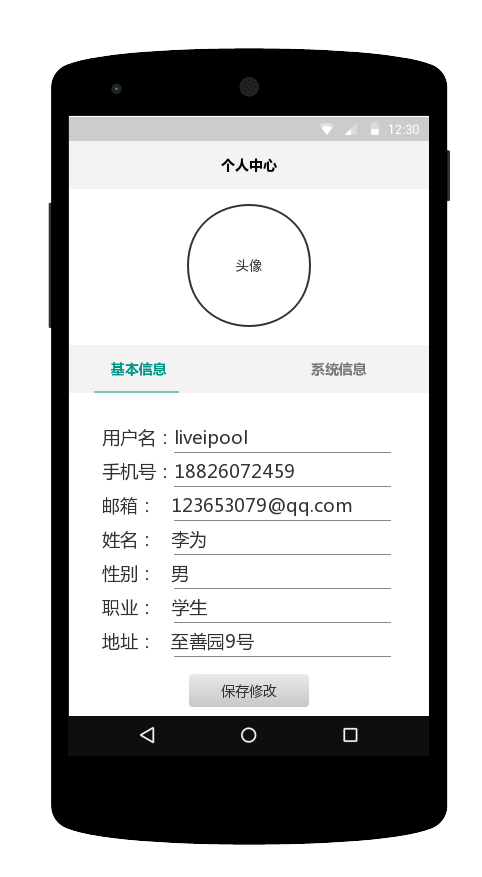 12:30
个人中心
头像
基本信息 系统信息
用户名：liveipool
手机号：18826072459
邮箱： 123653079@qq.com
姓名： 李为
性别： 男
职业： 学生
地址： 至善园9号
保存修改